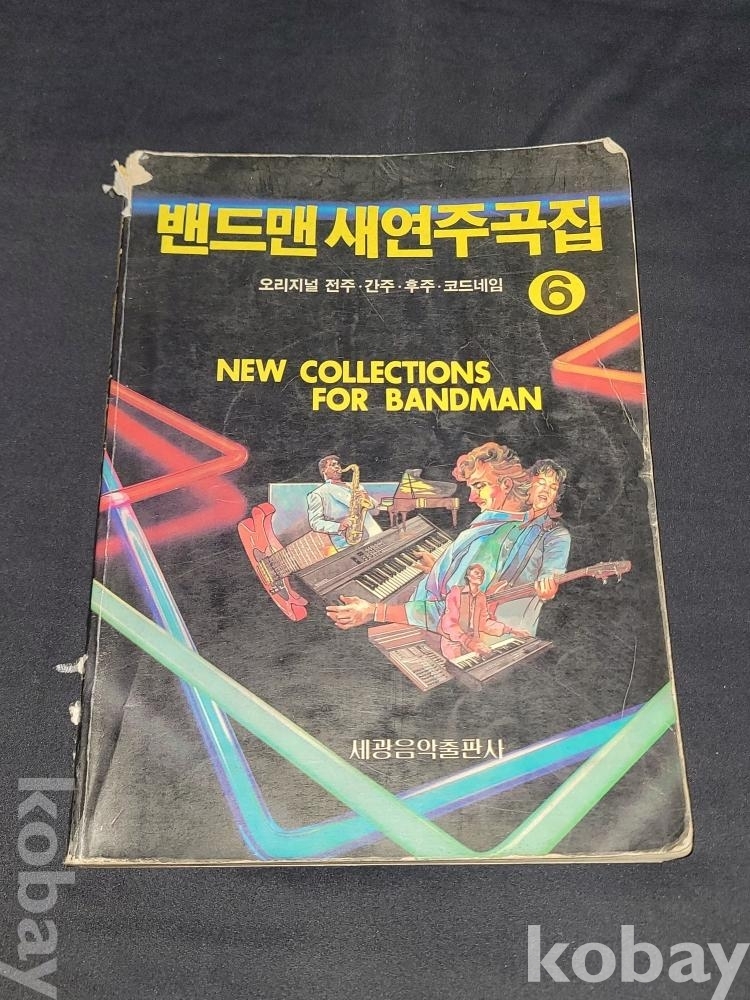 밴드맨 새연주곡집
오리지널 전주·간주·후주·코드네임
6
NEW COLLECTIONS
FOR BANDMAN
세광음악출판사
kobay
kobay